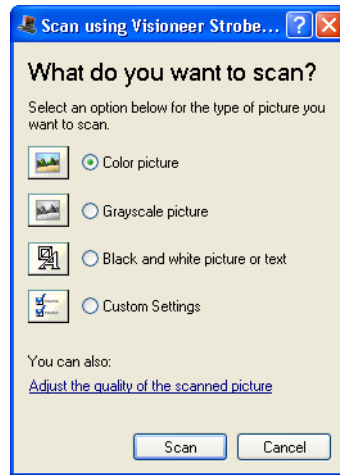 Scan using Visioneer Strobe...
What do you want to scan?
Select an option below for the type of picture you
want to scan.
Color picture
Grayscale picture
Black and white picture or text
Custom Settings
You can also:
Adjust the quality of the scanned picture
Scan Cancel